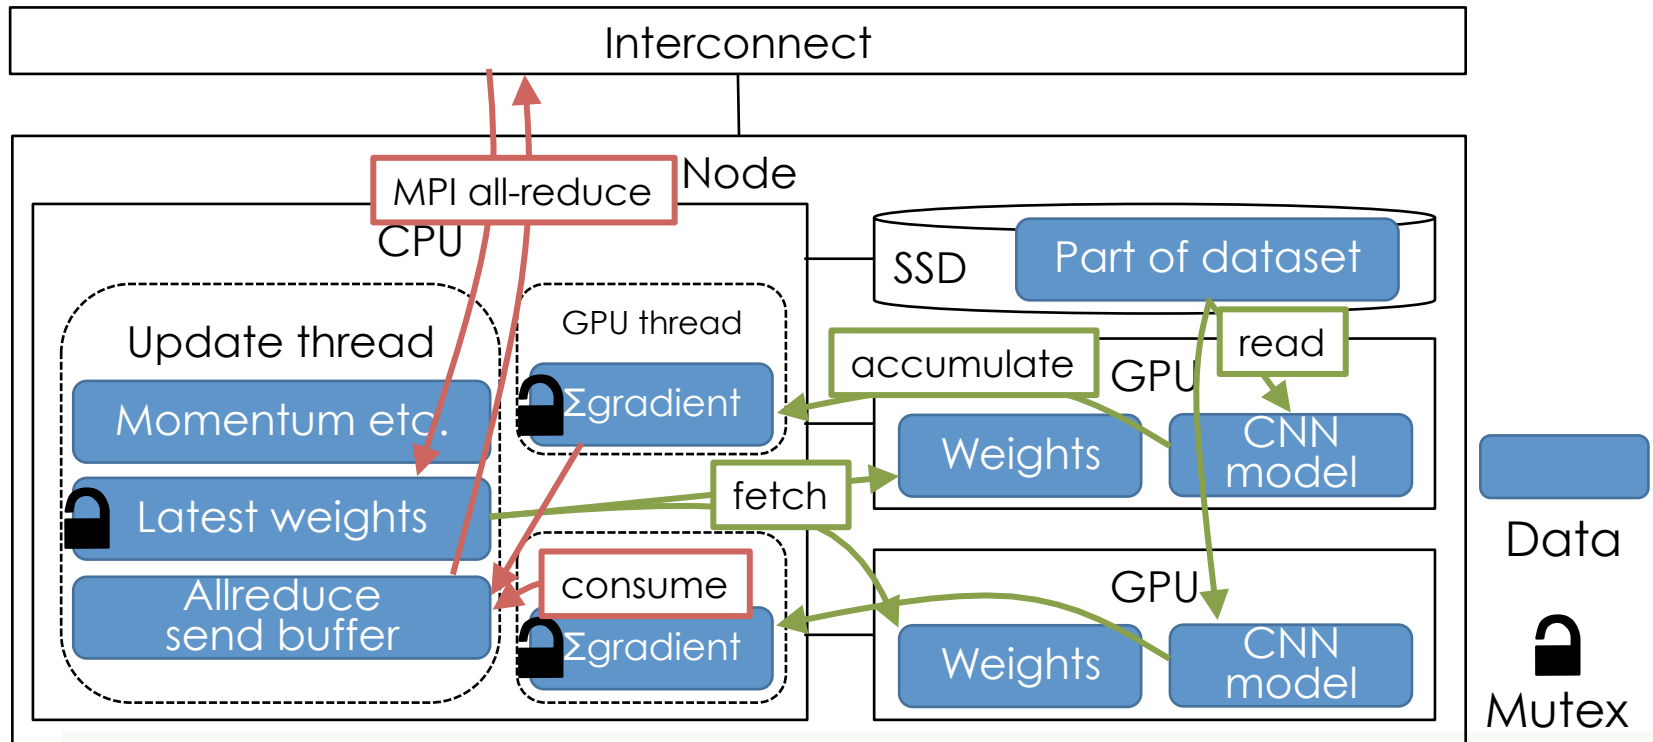 Interconnect
Node
MPI all-reduce
CPU
SSD
Part of dataset
Update thread
GPU thread
accumulate
read
GPU
Momentum etc.
Σgradient
Weights
CNN
model
fetch
Latest weights
Data
consume
GPU
Allreduce
send buffer
Σgradient
Weights
CNN
model
Mutex